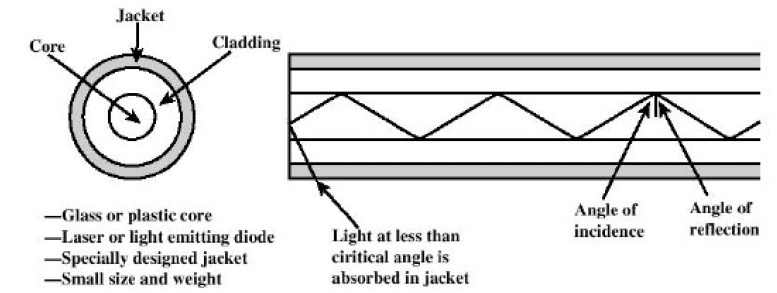 Jacket
Core
Cladding
—Glass or plastic core
—Laser or light emitting diode
—Specially designed jacket
—Small size and weight
Light at less than
ciritical angle is
absorbed in jacket
Angle of
incidence
Angle of
reflection